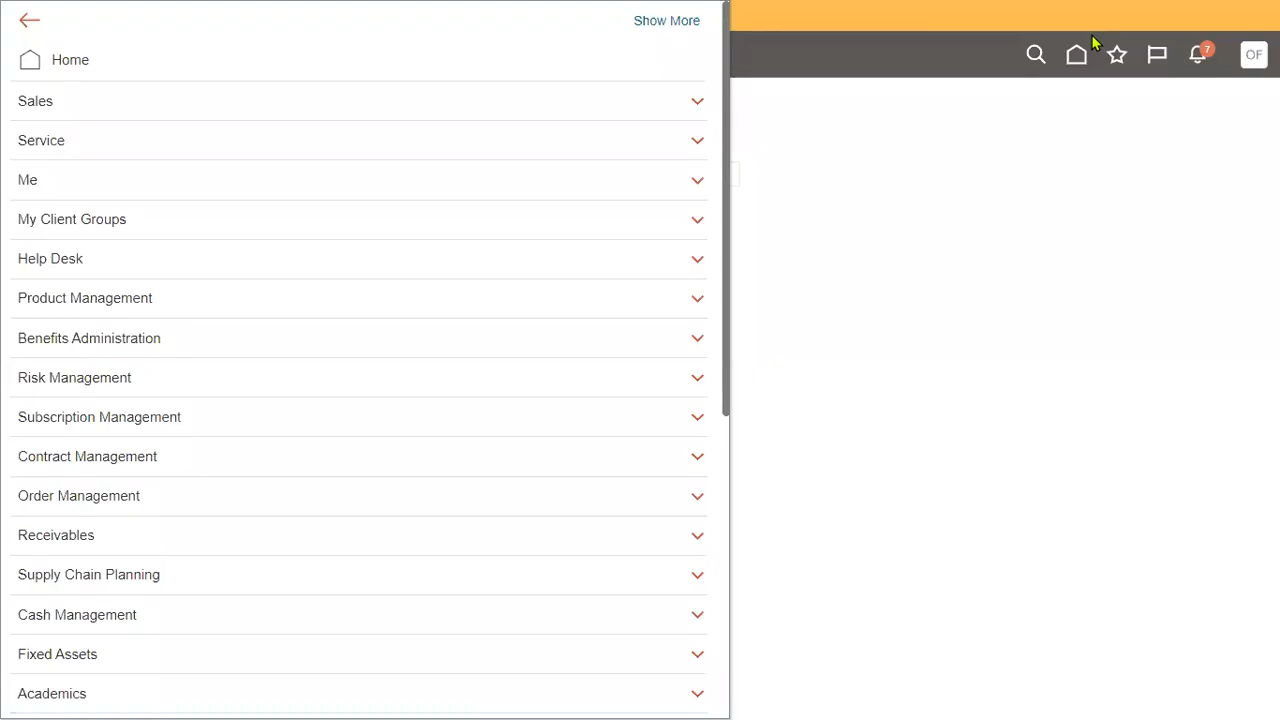 Show More
Home
Sales
Service
Me
My Client Groups
Help Desk
Product Management
Benefits Administration
Risk Management
Subscription Management
Contract Management
Order Management
Receivables
Supply Chain Planning
Cash Management
Fixed Assets
Academics
7
OF